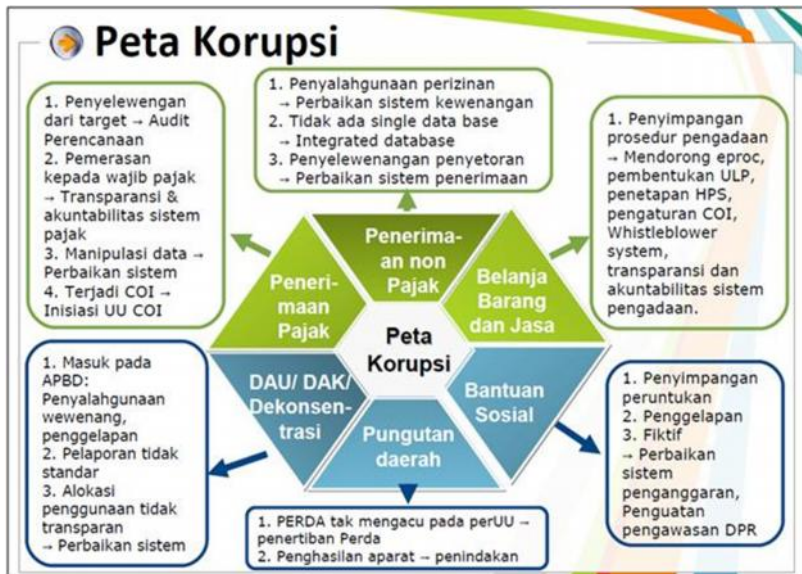 Peta Korupsi
1. Penyelewengan
dari target → Audit
Perencanaan
2. Pemerasan
kepada wajib pajak
→ Transparansi &
akuntabilitas sistem
pajak
3. Manipulasi data →
Perbaikan sistem
4. Terjadi COI →
Inisiasi UU COI
1. Penyalahgunaan perizinan
→ Perbaikan sistem kewenangan
2. Tidak ada single data base
→ Integrated database
3. Penyelewenangan penyetoran
→ Perbaikan sistem penerimaan
1. Penyimpangan
prosedur pengadaan
→ Mendorong eproc,
pembentukan ULP,
penetapan HPS,
pengaturan COI,
Whistleblower
system,
transparansi dan
akuntabilitas sistem
pengadaan.
Peneri-
maan
Pajak
Penerima-
an non
Pajak
Belanja
Barang
dan Jasa
Peta
Korupsi
DAU/ DAK/
Dekonsen-
trasi
Pungutan
daerah
Bantuan
Sosial
1. Masuk pada
APBD:
Penyalahgunaan
wewenang,
penggelapan
2. Pelaporan tidak
standar
3. Alokasi
penggunaan tidak
transparan
→ Perbaikan sistem
1. PERDA tak mengacu pada perUU →
penertiban Perda
2. Penghasilan aparat → penindakan
1. Penyimpangan
peruntukan
2. Penggelapan
3. Fiktif
→ Perbaikan
sistem
penganggaran,
Penguatan
pengawasan DPR